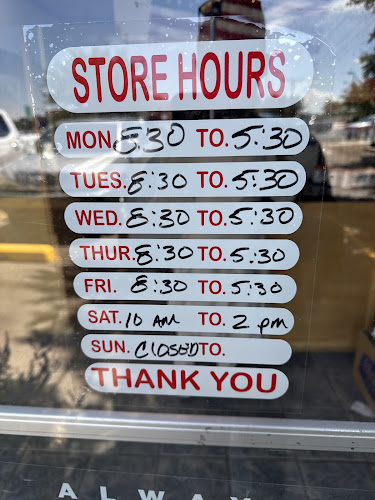 STORE HOURS
MON. 8:30 TO. 5:30
TUES. 8:30 TO. 5:30
WED. 8:30 TO. 5:30
THUR. 8:30 TO. 5:30
FRI. 8:30 TO. 5:30
SAT. 10 AM TO. 2 pm
SUN. CLOSED TO.
THANK YOU
ALWAY